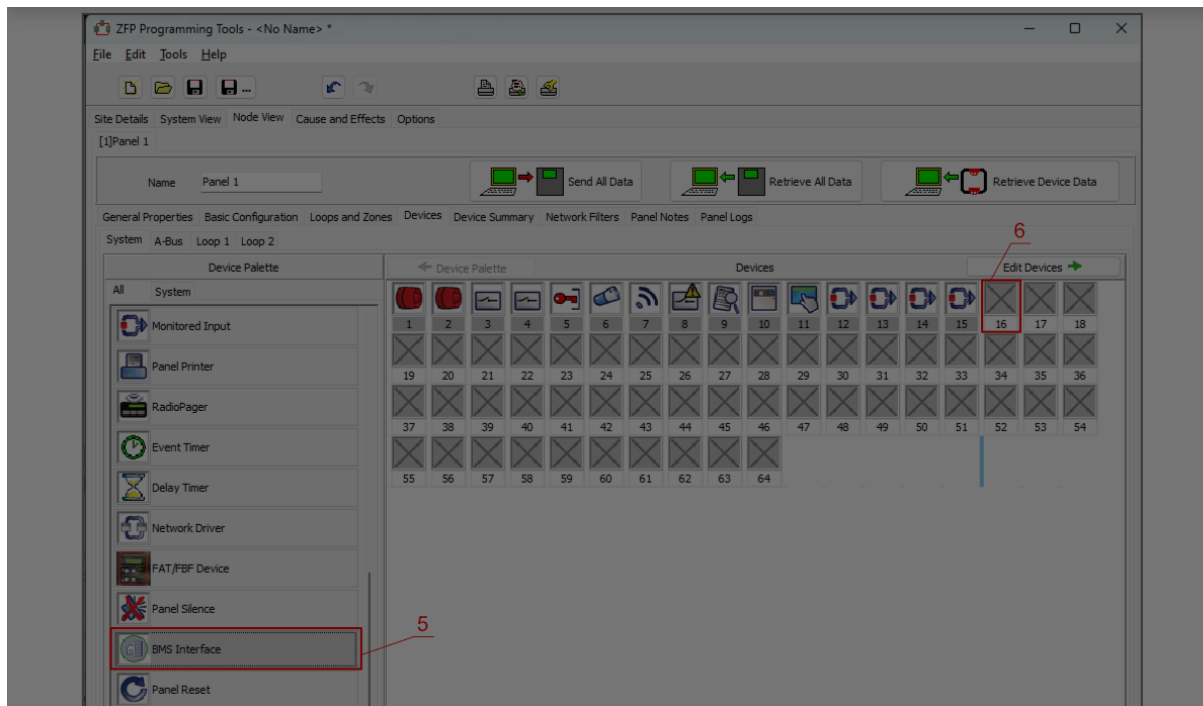 ZFP Programming Tools - <No Name> *
File Edit Tools Help
...
Site Details System View Node View Cause and Effects Options
[1]Panel 1
Name Panel 1 Send All Data Retrieve All Data Retrieve Device Data
General Properties Basic Configuration Loops and Zones Devices Device Summary Network Filters Panel Notes Panel Logs
6
System A-Bus Loop 1 Loop 2
Device Palette Device Palette Devices Edit Devices
All System
Monitored Input
1 2 3 4 5 6 7 8 9 10 11 12 13 14 15 16 17 18
Panel Printer
19 20 21 22 23 24 25 26 27 28 29 30 31 32 33 34 35 36
RadioPager
37 38 39 40 41 42 43 44 45 46 47 48 49 50 51 52 53 54
Event Timer
55 56 57 58 59 60 61 62 63 64
Delay Timer
Network Driver
FAT/FBF Device
Panel Silence
5
BMS Interface
Panel Reset